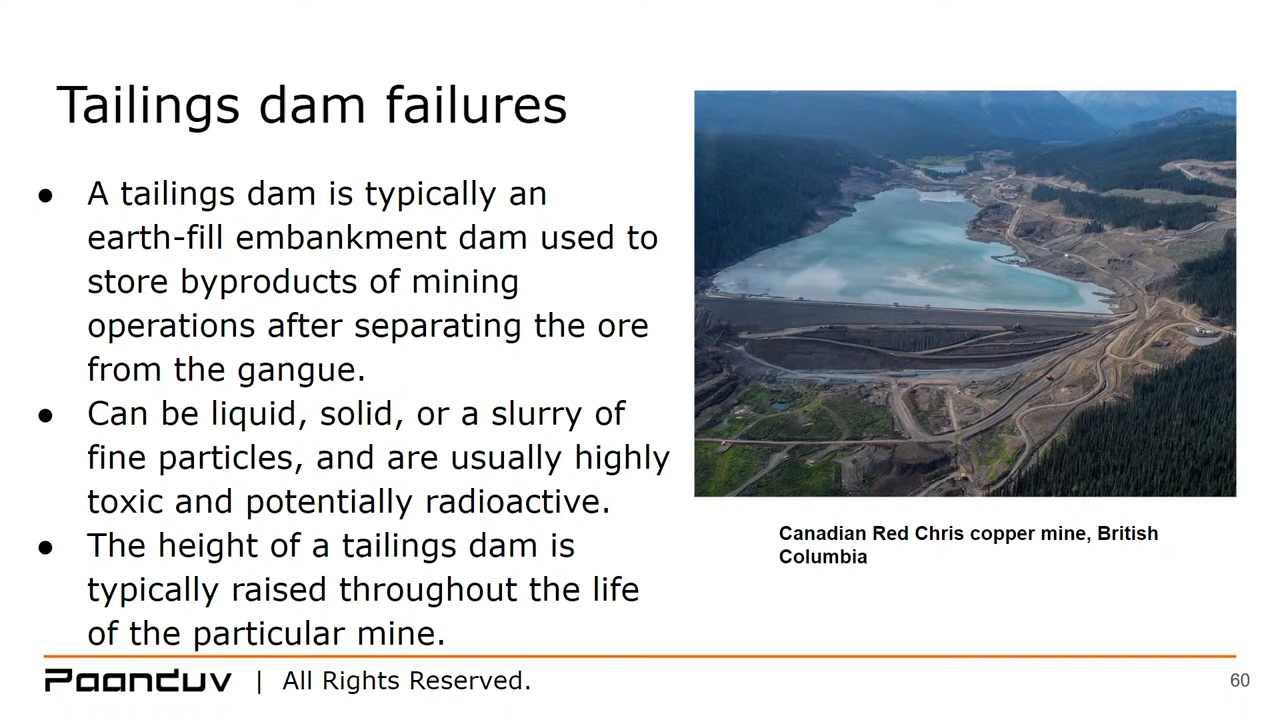 Tailings dam failures
● A tailings dam is typically an
earth-fill embankment dam used to
store byproducts of mining
operations after separating the ore
from the gangue.
● Can be liquid, solid, or a slurry of
fine particles, and are usually highly
toxic and potentially radioactive.
● The height of a tailings dam is
typically raised throughout the life
of the particular mine.
Canadian Red Chris copper mine, British
Columbia
Paanduv | All Rights Reserved.
60